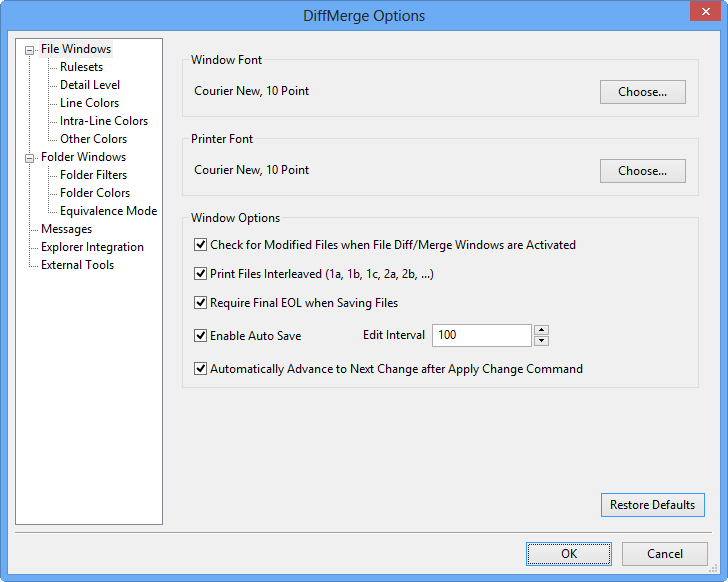 DiffMerge Options
File Windows
Rulesets
Detail Level
Line Colors
Intra-Line Colors
Other Colors
Folder Windows
Folder Filters
Folder Colors
Equivalence Mode
Messages
Explorer Integration
External Tools
Window Font
Courier New, 10 Point
Choose...
Printer Font
Courier New, 10 Point
Choose...
Window Options
Check for Modified Files when File Diff/Merge Windows are Activated
Print Files Interleaved (1a, 1b, 1c, 2a, 2b, ...)
Require Final EOL when Saving Files
Enable Auto Save Edit Interval 100
Automatically Advance to Next Change after Apply Change Command
Restore Defaults
OK Cancel